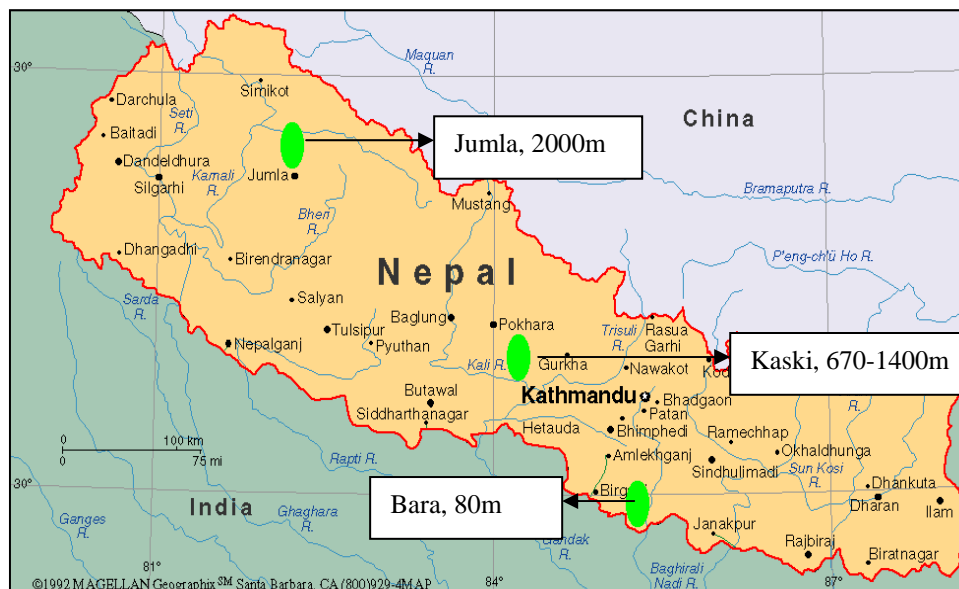 30°
Maquan
R.
Simikot
Darchula
Seti
R.
China
Baitadi
Jumla, 2000m
Dandeldhura
Karnali
R.
Jumla
Silgarhi
Bramaputra R.
Mustang
Bheri
R.
Dhangadhi
Birendranagar
P'eng-ch'ü Ho R.
Nepal
Sarda
R.
Salyan
Baglung
Pokhara
Trisuli
R.
Rasua
Garhi
Tulsipur
Nepalganj
Pyuthan
Kali R.
Gurkha
Nawakot
Kod
Kaski, 670-1400m
Butawal
Kathmandu
Bhadgaon
R.
R.
Siddharthanagar
Patan
Hetauda
Bhimphedi
Ramechhap
0
100 km
75 mi
Rapti R.
Amlekhganj
Okhaldhunga
Sindhulimadi
Sun Kosi
R.
Dhankuta
30°
India
Bara, 80m
Birg
Dharan
Ilam
Ganges
R.
Ghaghara
R.
Gandak
R.
Janakpur
Rajbiraj
Biratnagar
Baghirali
Nadi R.
81°
84°
87°
©1992 MAGELLAN Geographix℠ Santa Barbara, CA (800)929-4MAP